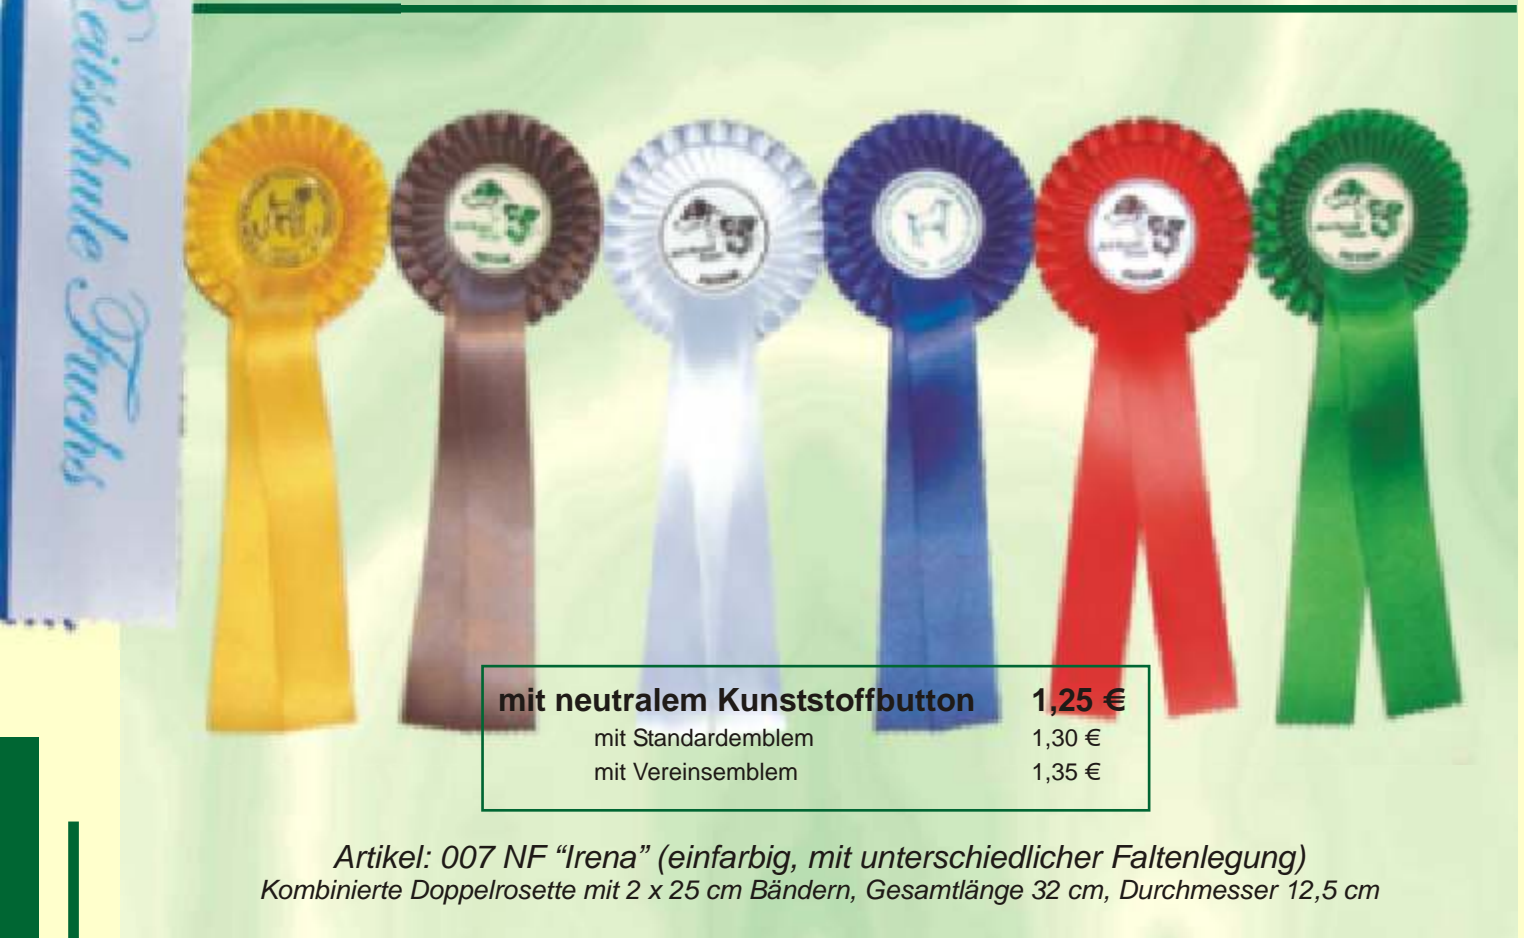 Reitschule Fuchs
mit neutralem Kunststoffbutton 1,25 €
mit Standardemblem 1,30 €
mit Vereinsemblem 1,35 €
Artikel: 007 NF “Irena” (einfarbig, mit unterschiedlicher Faltenlegung)
Kombinierte Doppelrosette mit 2 x 25 cm Bändern, Gesamtlänge 32 cm, Durchmesser 12,5 cm